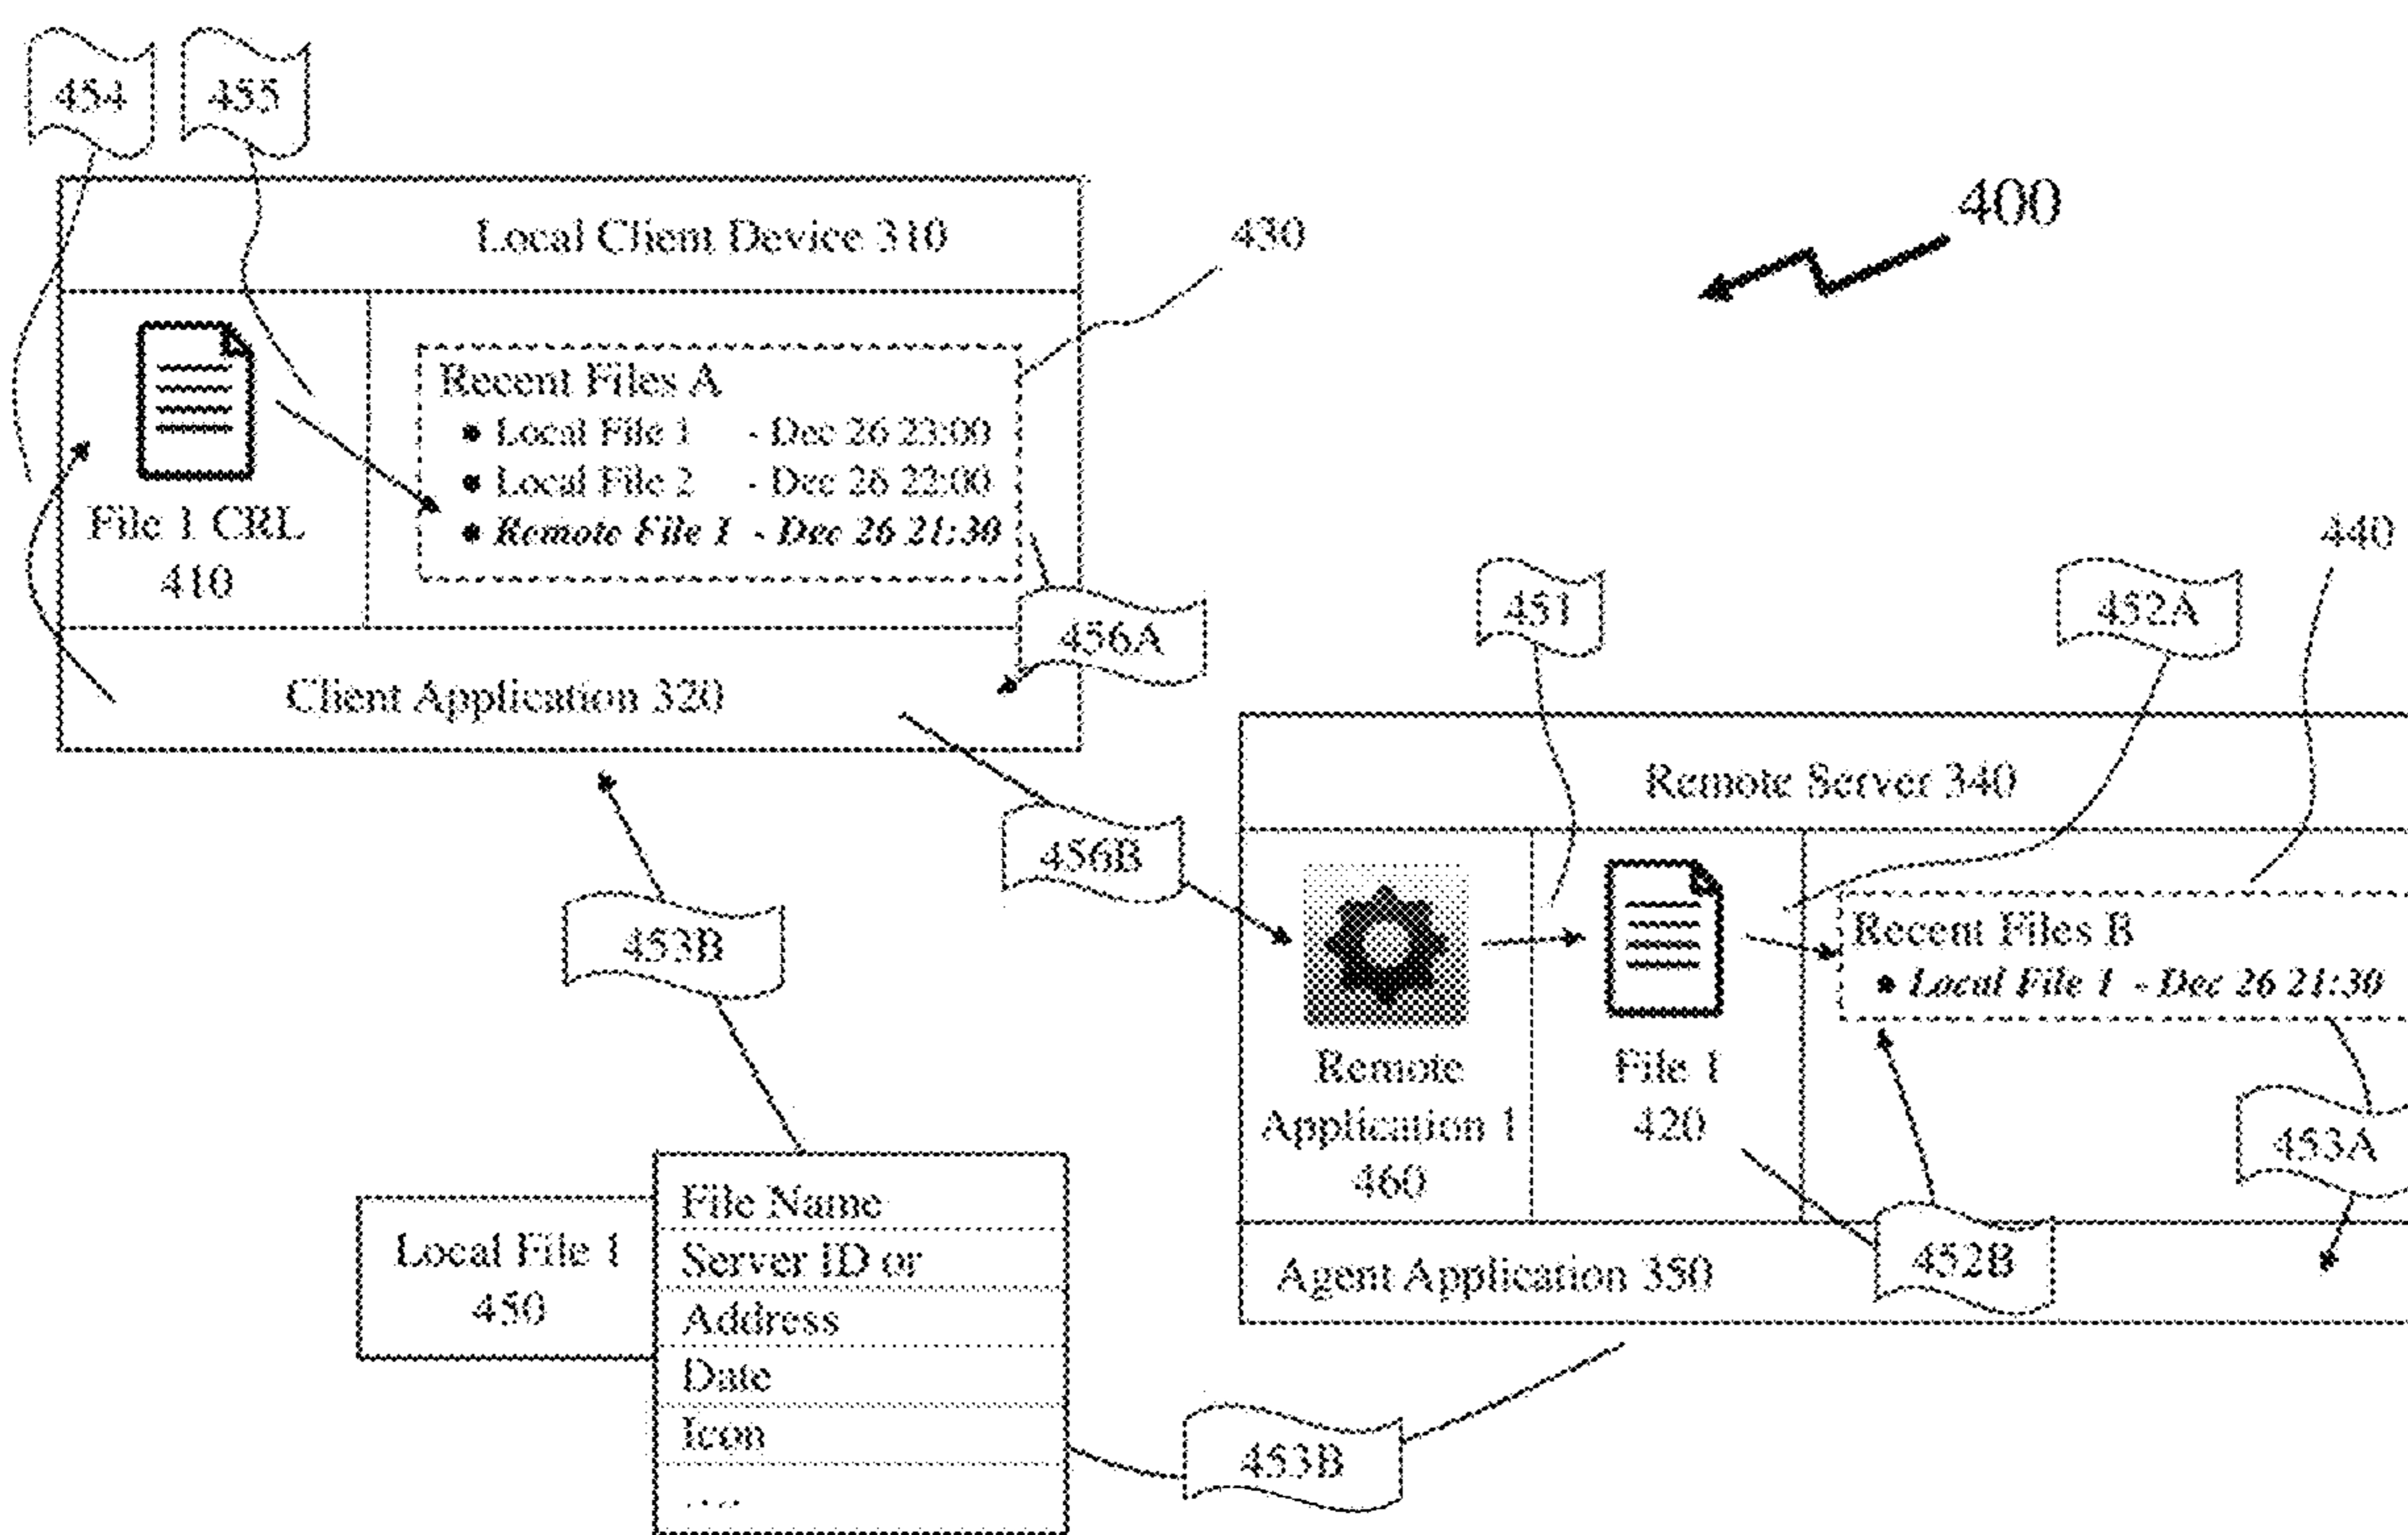 454
455
400
Local Client Device 310
430
Recent Files A
• Local File 1 - Dec 26 23:00
• Local File 2 - Dec 26 22:00
• Remote File 1 - Dec 26 21:30
File 1 CRL
410
456A
Client Application 320
440
451
452A
Remote Server 340
456B
453B
Recent Files B
• Local File 1 - Dec 26 21:30
Remote
Application 1
460
File 1
420
453A
452B
Agent Application 350
Local File 1
450
File Name
Server ID or
Address
Date
Icon
....
453B